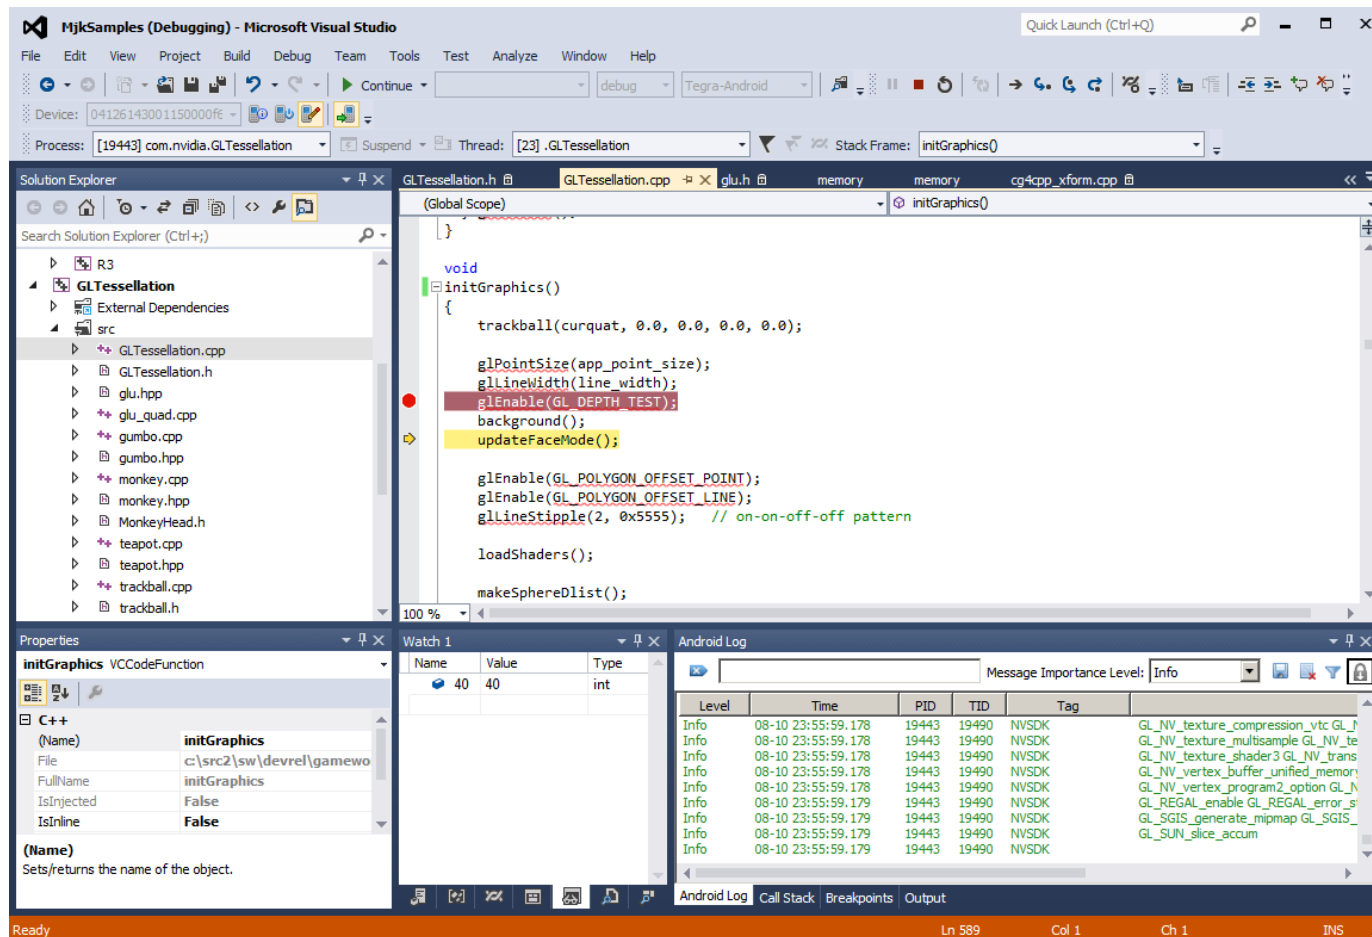 MjkSamples (Debugging) - Microsoft Visual Studio
Quick Launch (Ctrl+Q)
File Edit View Project Build Debug Team Tools Test Analyze Window Help
Continue debug Tegra-Android
Device: 04126143001150000f6
Process: [19443] com.nvidia.GLTessellation Suspend Thread: [23] .GLTessellation Stack Frame: initGraphics()
Solution Explorer
Search Solution Explorer (Ctrl+;)
R3
GLTessellation
External Dependencies
src
GLTessellation.cpp
GLTessellation.h
glu.hpp
glu_quad.cpp
gumbo.cpp
gumbo.hpp
monkey.cpp
monkey.hpp
MonkeyHead.h
teapot.cpp
teapot.hpp
trackball.cpp
trackball.h
GLTessellation.h GLTessellation.cpp glu.h memory memory cg4cpp_xform.cpp
(Global Scope) initGraphics()
}
void
initGraphics()
{
trackball(curquat, 0.0, 0.0, 0.0, 0.0);
glPointSize(app_point_size);
glLineWidth(line_width);
glEnable(GL_DEPTH_TEST);
background();
updateFaceMode();
glEnable(GL_POLYGON_OFFSET_POINT);
glEnable(GL_POLYGON_OFFSET_LINE);
glLineStipple(2, 0x5555); // on-on-off-off pattern
loadShaders();
makeSphereDlist();
100 %
Properties
initGraphics VCCodeFunction
C++
(Name) initGraphics
File c:\src2\sw\devrel\gamewo
FullName initGraphics
IsInjected False
IsInline False
(Name)
Sets/returns the name of the object.
Watch 1
Name Value Type
40 40 int
Android Log
Message Importance Level: Info
Level Time PID TID Tag
Info 08-10 23:55:59.178 19443 19490 NVSDK GL_NV_texture_compression_vtc GL_N
Info 08-10 23:55:59.178 19443 19490 NVSDK GL_NV_texture_multisample GL_NV_te
Info 08-10 23:55:59.178 19443 19490 NVSDK GL_NV_texture_shader3 GL_NV_trans
Info 08-10 23:55:59.178 19443 19490 NVSDK GL_NV_vertex_buffer_unified_memor
Info 08-10 23:55:59.178 19443 19490 NVSDK GL_NV_vertex_program2_option GL_N
Info 08-10 23:55:59.179 19443 19490 NVSDK GL_REGAL_enable GL_REGAL_error_s
Info 08-10 23:55:59.179 19443 19490 NVSDK GL_SGIS_generate_mipmap GL_SGIS_
Info 08-10 23:55:59.179 19443 19490 NVSDK GL_SUN_slice_accum
Info 08-10 23:55:59.179 19443 19490 NVSDK
Android Log Call Stack Breakpoints Output
Ready Ln 589 Col 1 Ch 1 INS